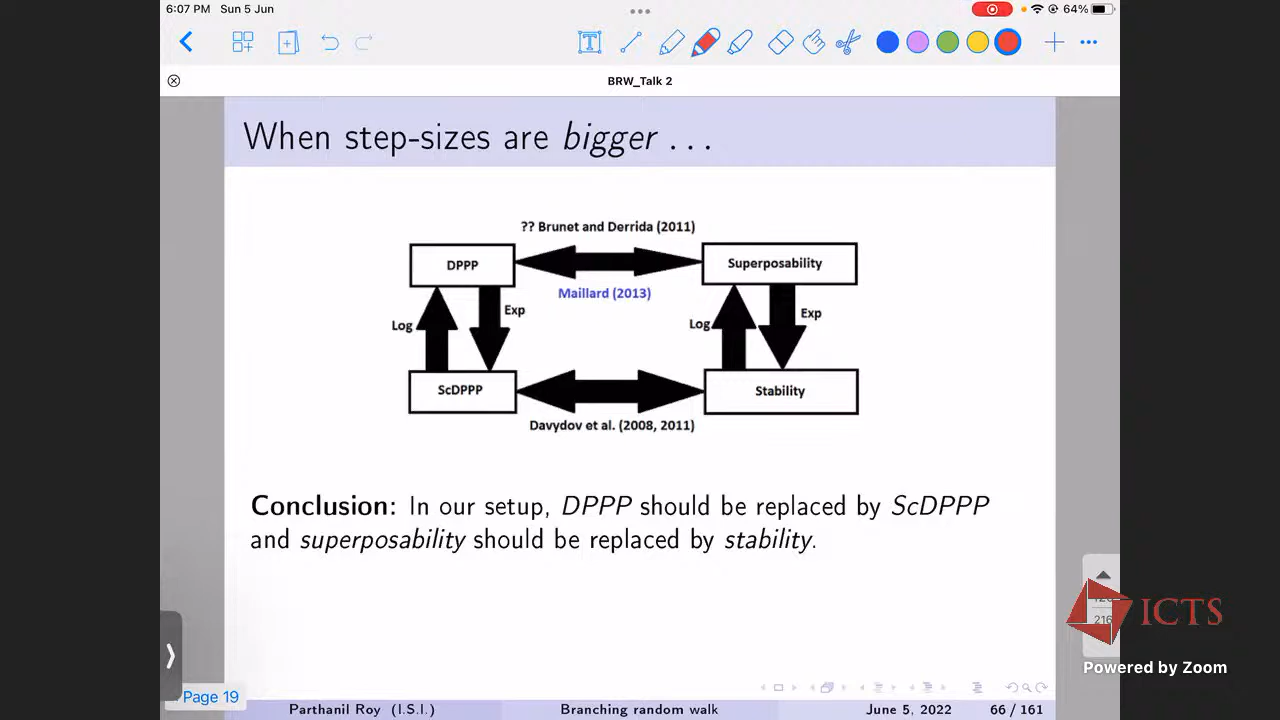 6:07 PM Sun 5 Jun
64%
BRW_Talk 2
When step-sizes are bigger . . .
?? Brunet and Derrida (2011)
DPPP
Superposability
Maillard (2013)
Log
Exp
Log
Exp
ScDPPP
Stability
Davydov et al. (2008, 2011)
Conclusion: In our setup, DPPP should be replaced by ScDPPP
and superposability should be replaced by stability.
216
ICTS
Powered by Zoom
Page 19
Parthanil Roy (I.S.I.)
Branching random walk
June 5, 2022
66 / 161